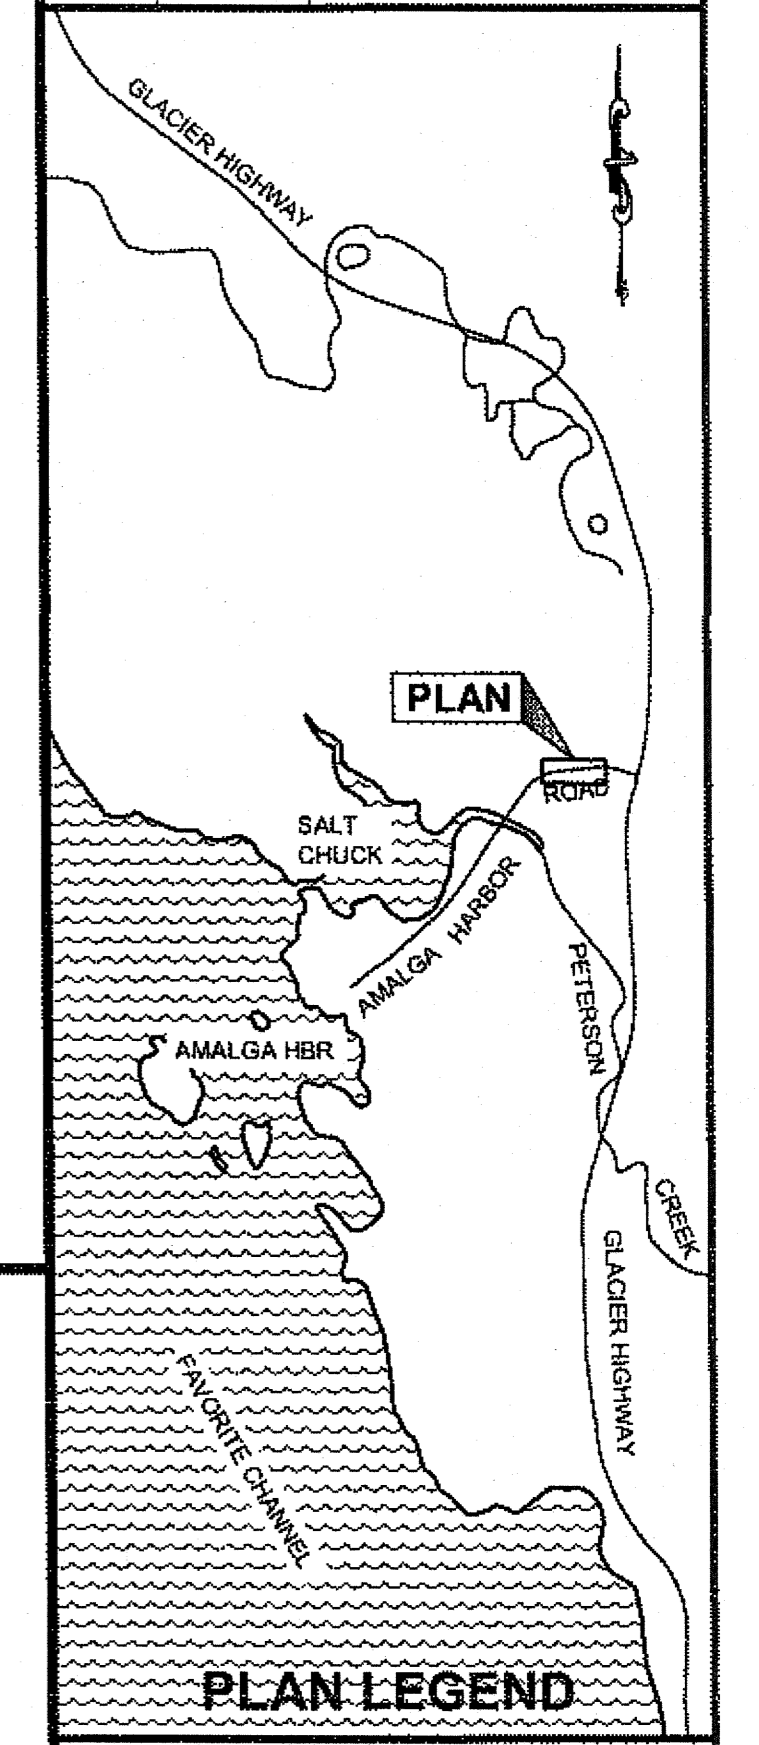 GLACIER HIGHWAY
PLAN
ROAD
SALT
CHUCK
AMALGA HARBOR
PETERSON
AMALGA HBR
CREEK
GLACIER HIGHWAY
FAVORITE CHANNEL
PLAN LEGEND